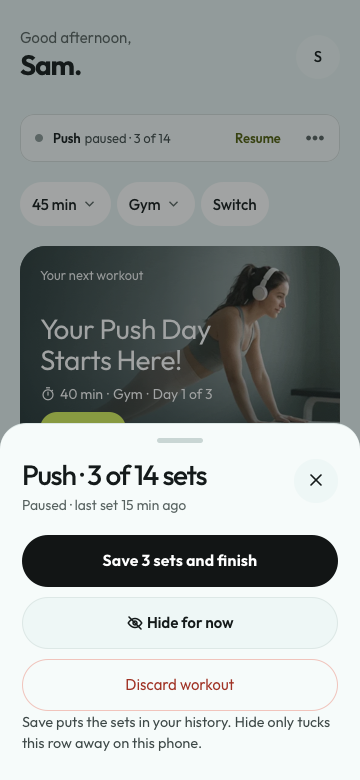 Good afternoon,
Sam.
S
Push paused · 3 of 14
Resume
45 min
Gym
Switch
Your next workout
Your Push Day
Starts Here!
40 min · Gym · Day 1 of 3
Push · 3 of 14 sets
Paused · last set 15 min ago
Save 3 sets and finish
Hide for now
Discard workout
Save puts the sets in your history. Hide only tucks
this row away on this phone.